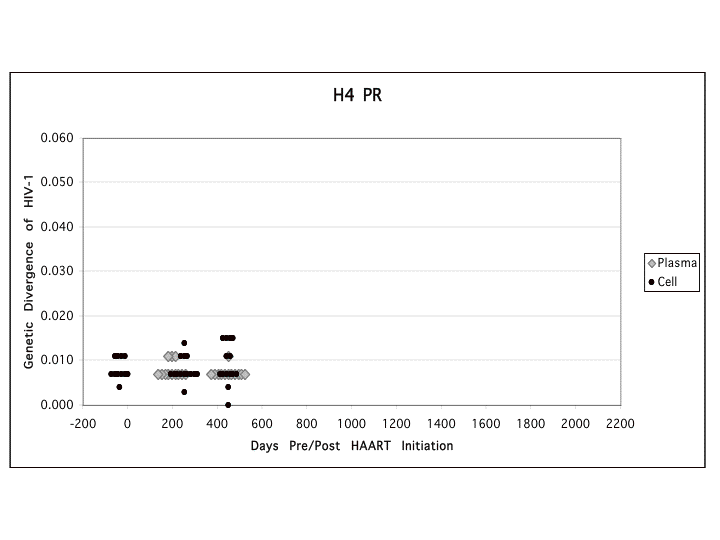 H4 PR
Genetic Divergence of HIV-1
0.060
0.050
0.040
0.030
0.020
0.010
0.000
-200 0 200 400 600 800 1000 1200 1400 1600 1800 2000 2200
Days Pre/Post HAART Initiation
Plasma
Cell